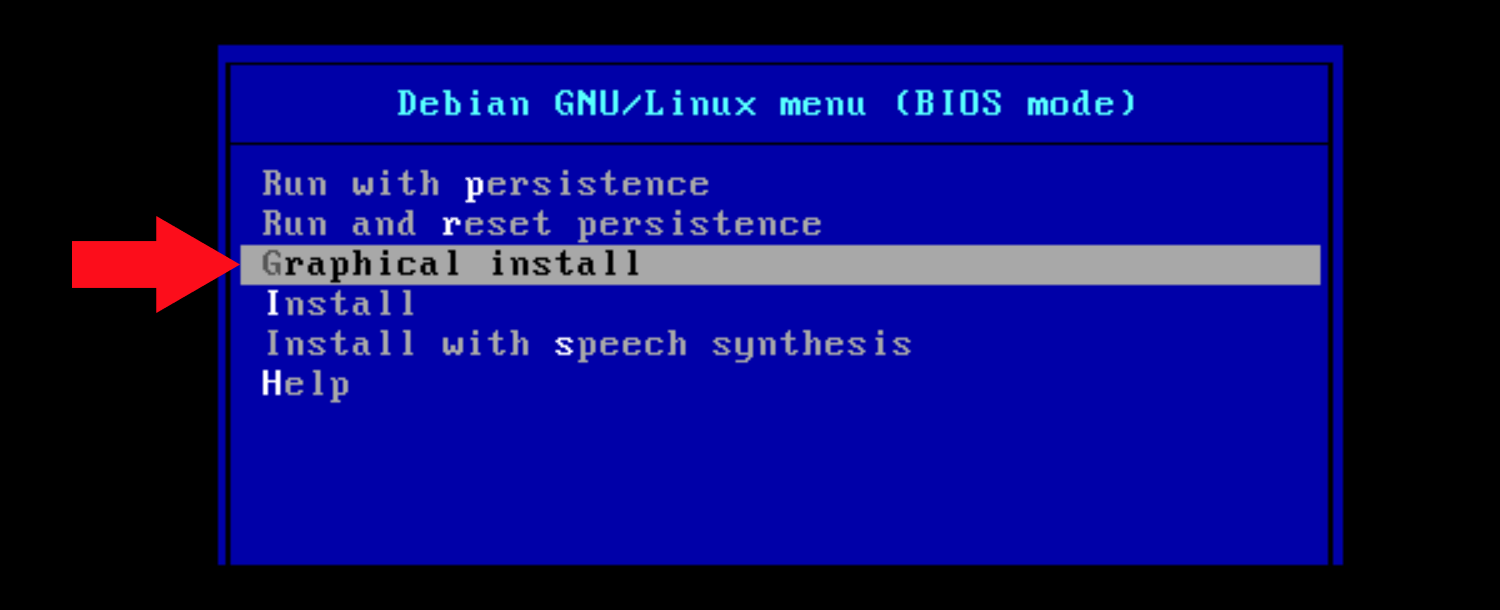 Debian GNU/Linux menu (BIOS mode)
Run with persistence
Run and reset persistence
Graphical install
Install
Install with speech synthesis
Help